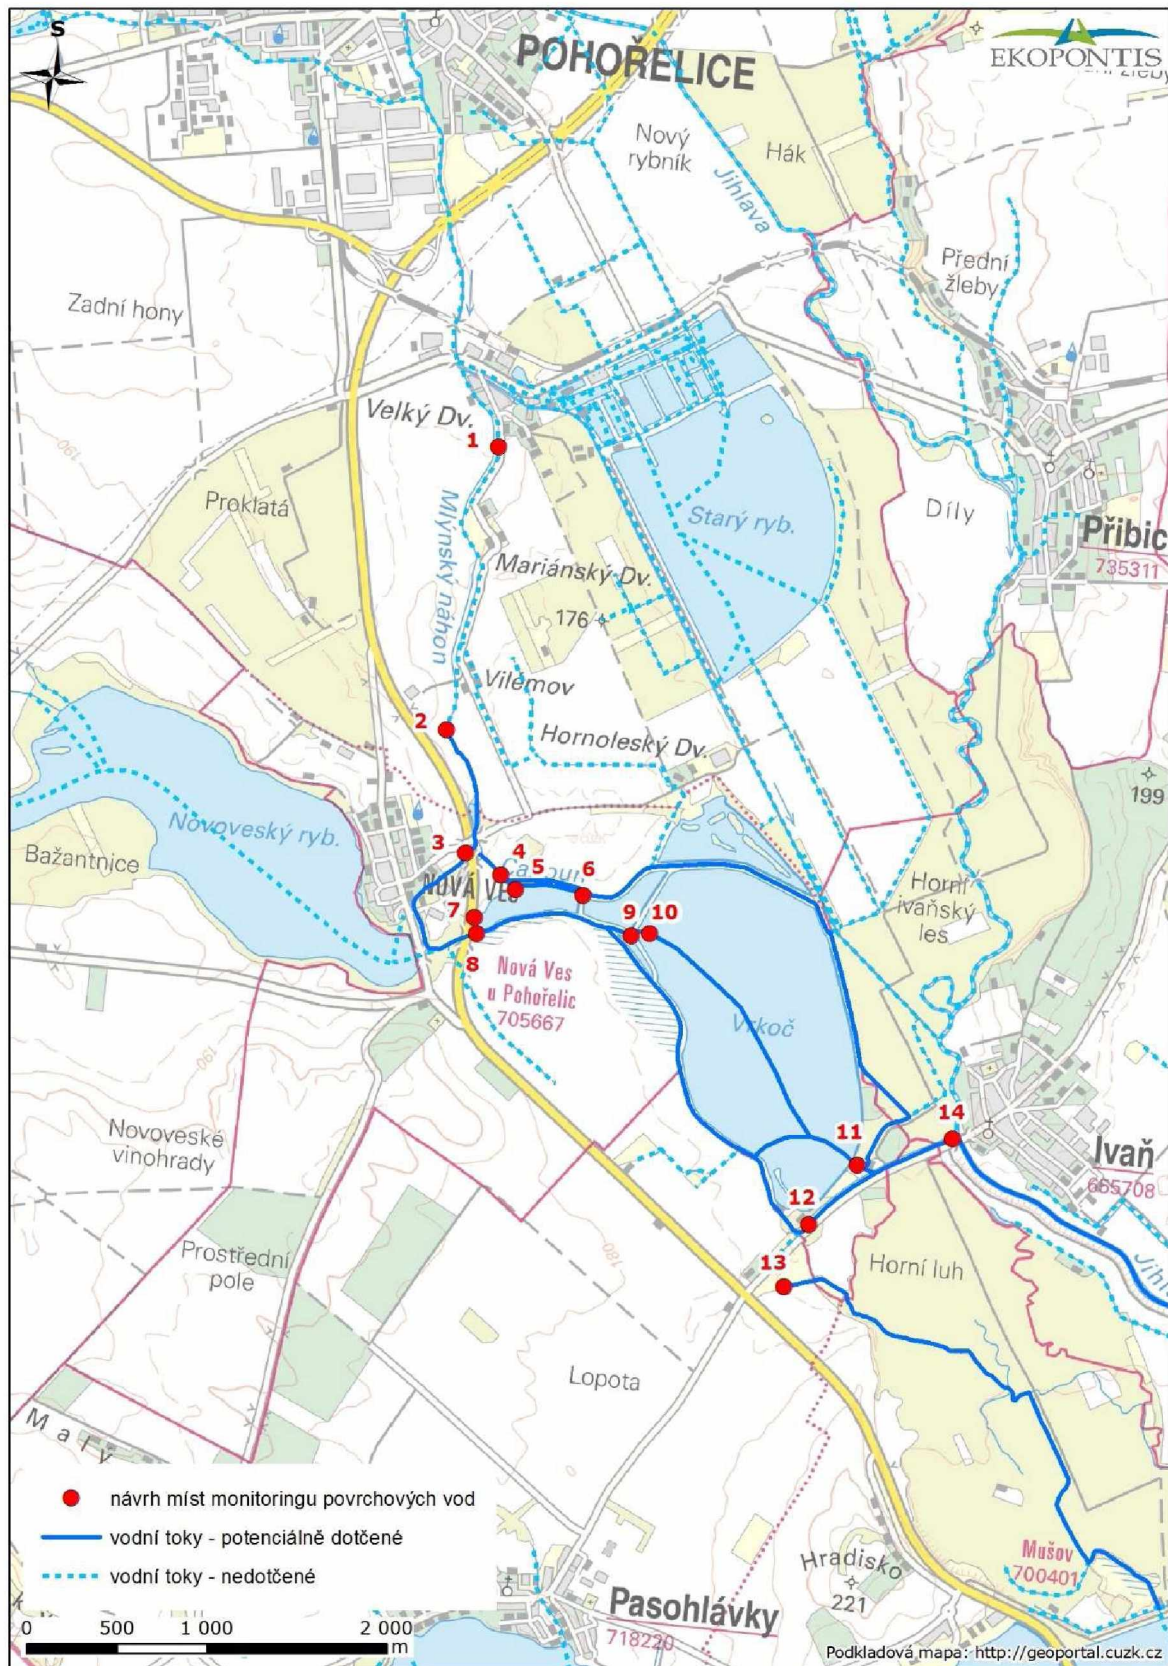 S
POHOŘELICE
EKOPONTIS
Nový
rybník
Hák
Jihlava
Zadní hony
Přední
žleby
Velký Dv.
1
190
Proklatá
Mlýnský náhon
Starý ryb.
Díly
Přibic
735311
Mariánský Dv.
176
Vilémov
2
Hornoleský Dv.
199
Novoveský ryb.
Bažantnice
3
4
5
6
NOVÁ VES
7
8
9
10
Horní
ivaňský
les
Nová Ves
u Pohořelic
705667
Vrkoč
190
Novoveské
vinohrady
11
14
Ivaň
665708
12
13
180
Prostřední
pole
Horní luh
Lopota
Malý
návrh míst monitoringu povrchových vod
vodní toky - potenciálně dotčené
vodní toky - nedotčené
Mušov
700401
Hradisko
221
Pasohlávky
718220
0 500 1 000 2 000
m
Podkladová mapa: http://geoportal.cuzk.cz